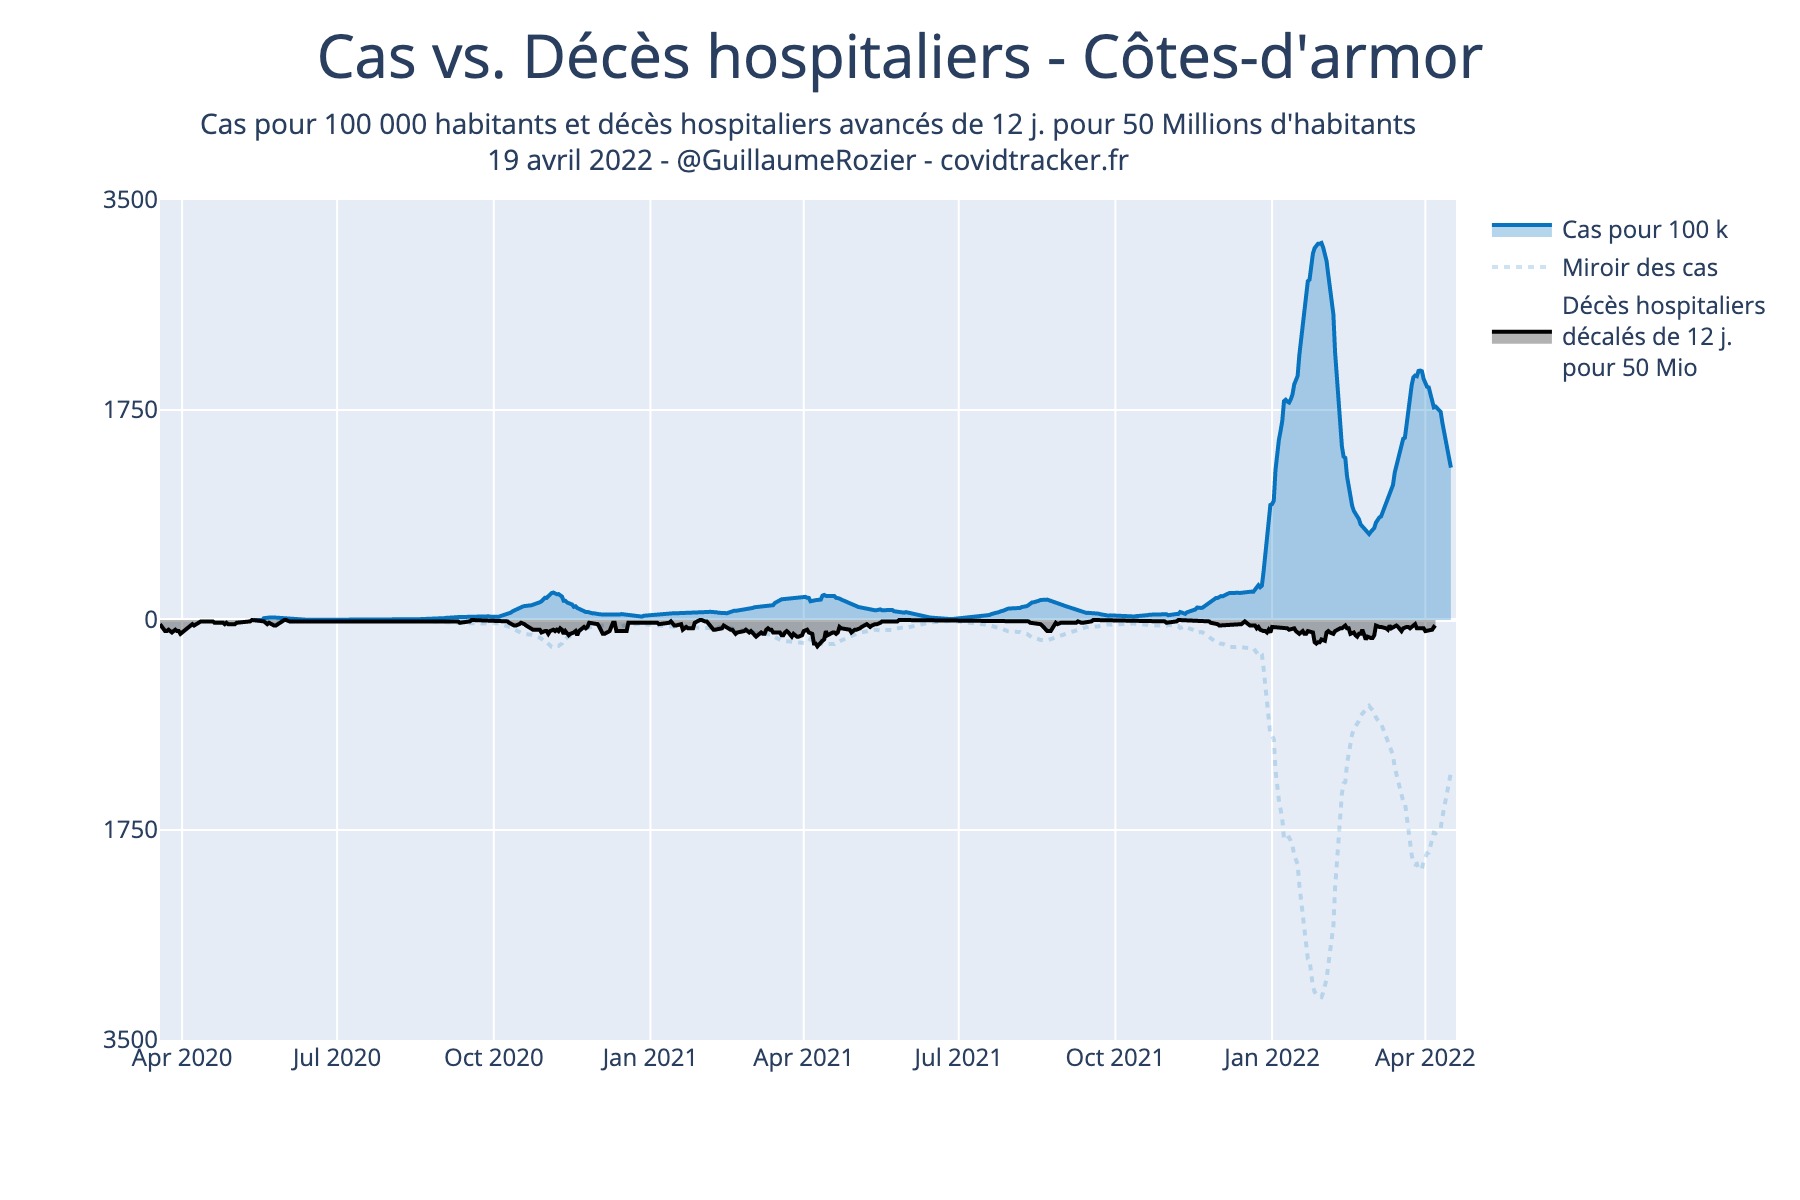 Cas vs. Décès hospitaliers - Côtes-d'armor
Cas pour 100 000 habitants et décès hospitaliers avancés de 12 j. pour 50 Millions d'habitants
19 avril 2022 - @GuillaumeRozier - covidtracker.fr
3500
1750
0
1750
3500
Apr 2020
Jul 2020
Oct 2020
Jan 2021
Apr 2021
Jul 2021
Oct 2021
Jan 2022
Apr 2022
Cas pour 100 k
Miroir des cas
Décès hospitaliers
décalés de 12 j.
pour 50 Mio